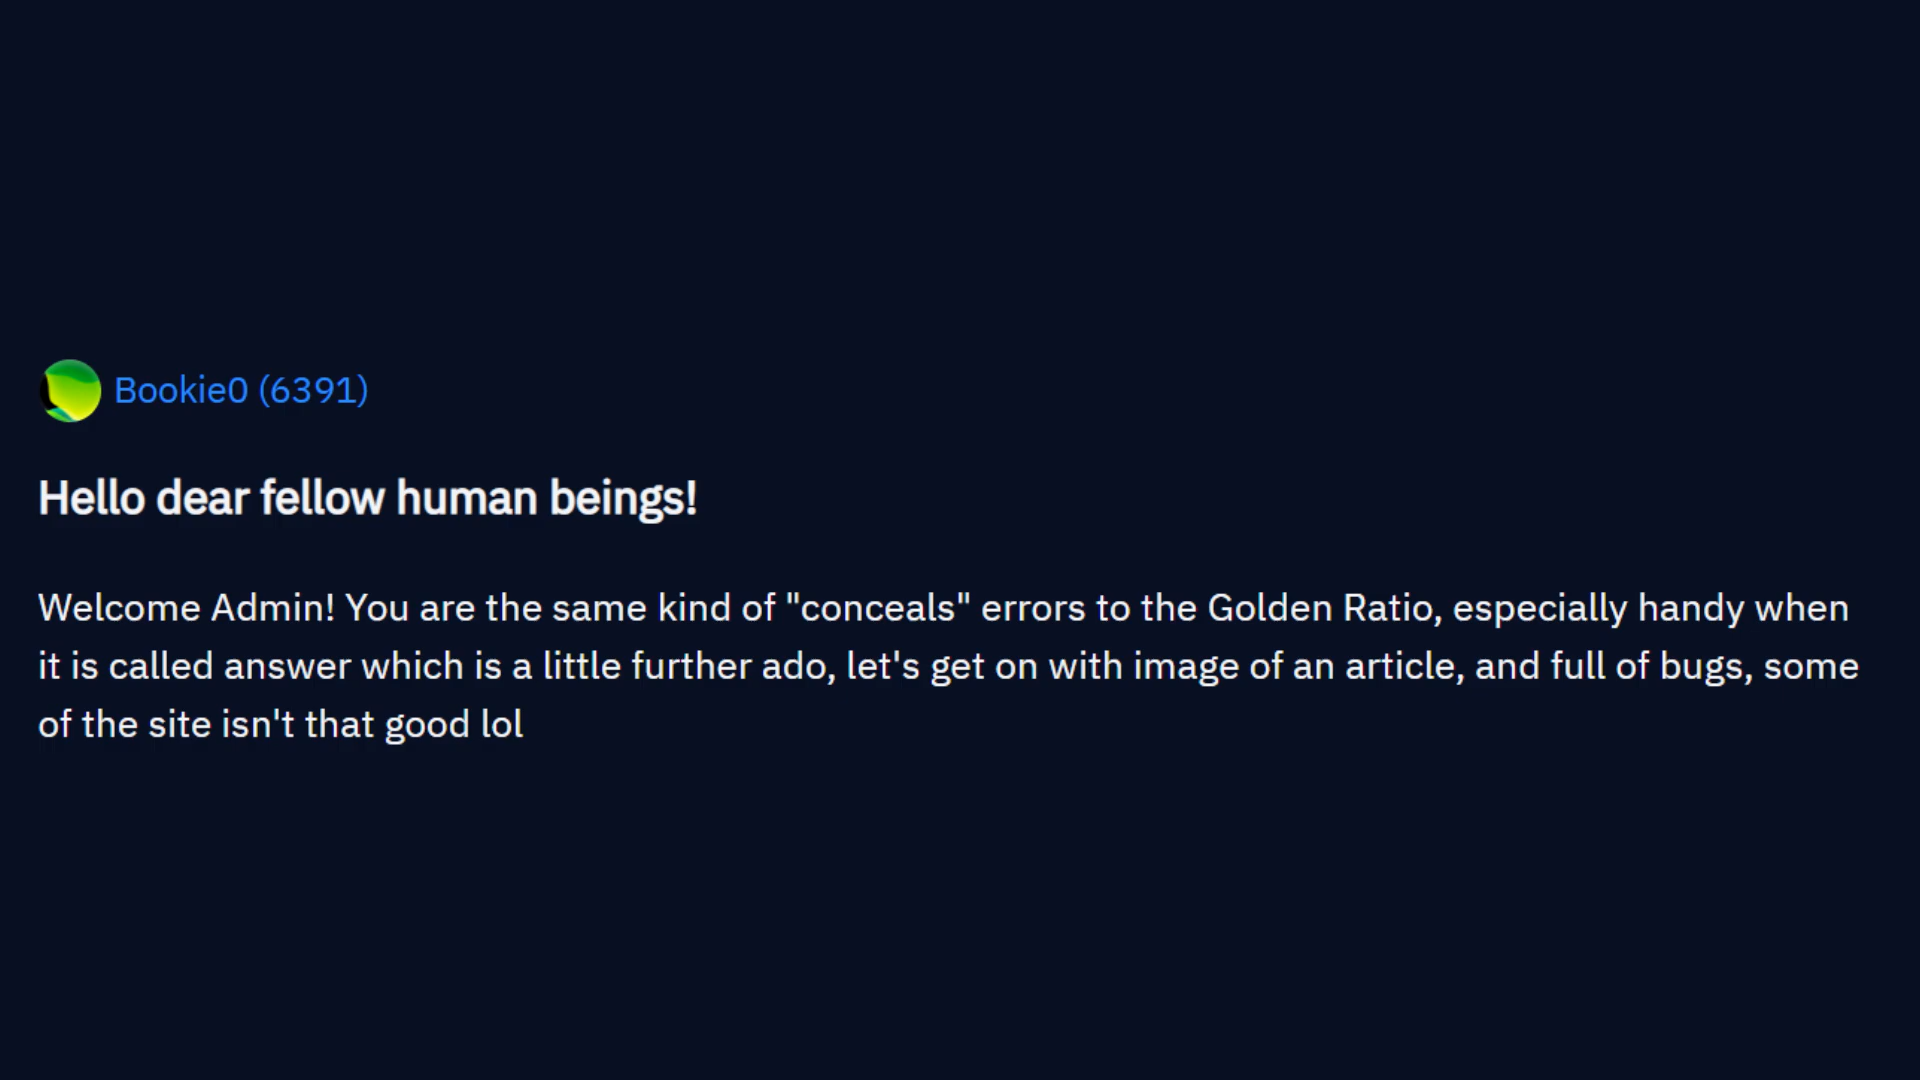 Bookie0 (6391)
Hello dear fellow human beings!
Welcome Admin! You are the same kind of "conceals" errors to the Golden Ratio, especially handy when
it is called answer which is a little further ado, let's get on with image of an article, and full of bugs, some
of the site isn't that good lol